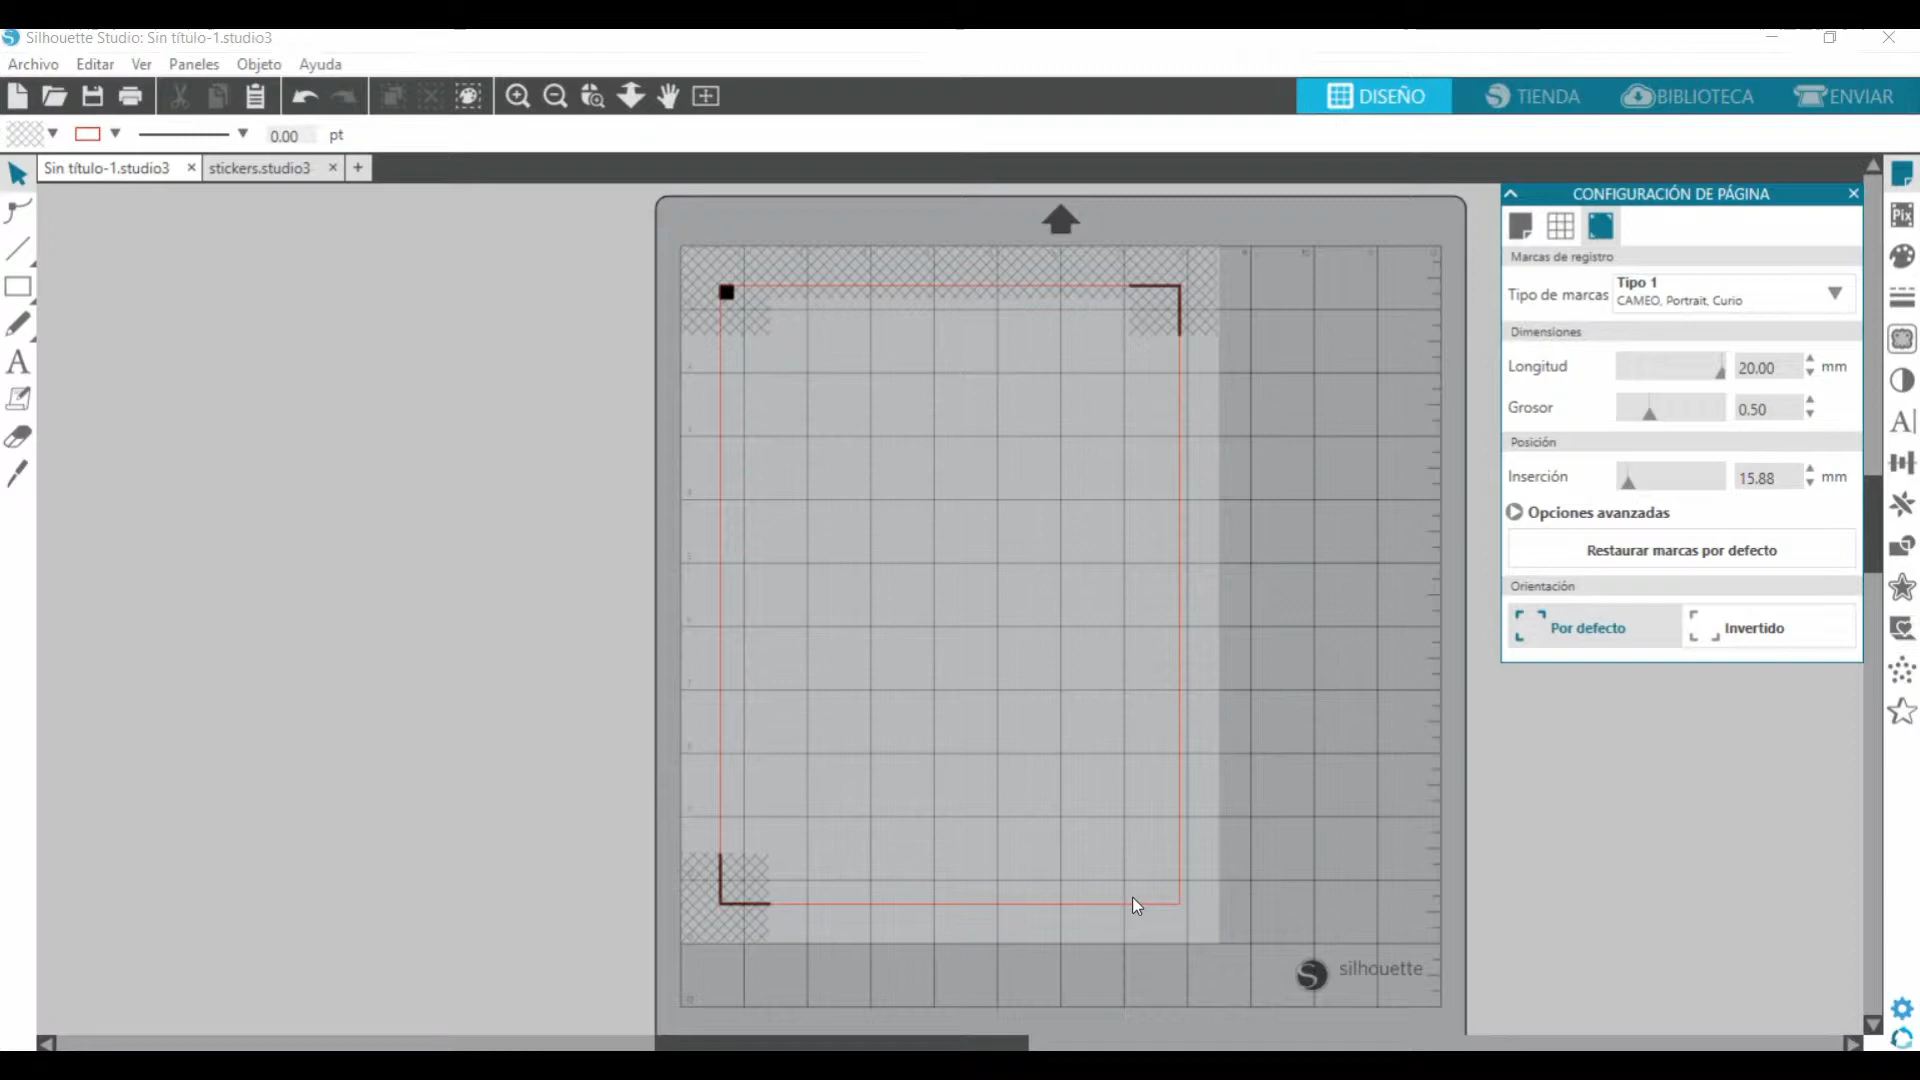 Silhouette Studio: Sin título-1.studio3
Archivo Editar Ver Paneles Objeto Ayuda
DISEÑO TIENDA BIBLIOTECA ENVIAR
0.00 pt
Sin título-1.studio3 stickers.studio3
CONFIGURACIÓN DE PÁGINA
Pix
Marcas de registro
Tipo de marcas Tipo 1
CAMEO, Portrait, Curio
Dimensiones
Longitud 20.00 mm
Grosor 0.50
Posición
Inserción 15.88 mm
Opciones avanzadas
Restaurar marcas por defecto
Orientación
Por defecto Invertido
silhouette